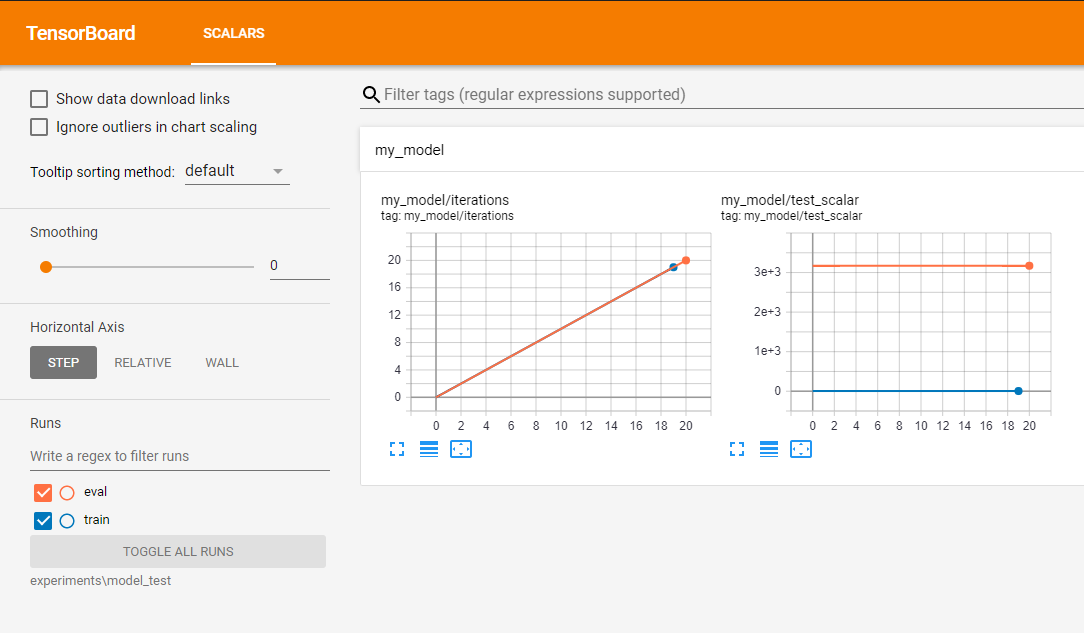 TensorBoard
SCALARS
Show data download links
Ignore outliers in chart scaling
Tooltip sorting method: default
Smoothing
0
Horizontal Axis
STEP RELATIVE WALL
Runs
Write a regex to filter runs
eval
train
TOGGLE ALL RUNS
experiments\model_test
Filter tags (regular expressions supported)
my_model
my_model/iterations
tag: my_model/iterations
20
16
12
8
4
0
0 2 4 6 8 10 12 14 16 18 20
my_model/test_scalar
tag: my_model/test_scalar
3e+3
2e+3
1e+3
0
0 2 4 6 8 10 12 14 16 18 20